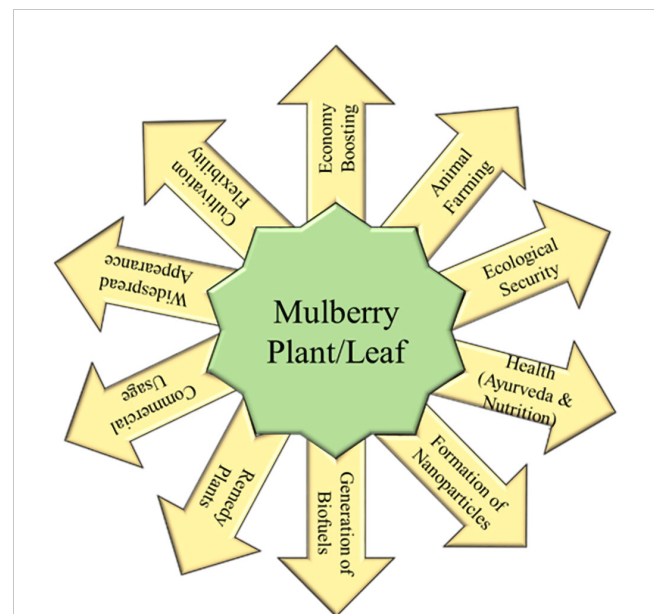 Mulberry
Plant/Leaf
Economy
Boosting
Animal
Farming
Ecological
Security
Health
(Ayurveda &
Nutrition)
Formation of
Nanoparticles
Generation of
Biofuels
Remedy
Plants
Commercial
Usage
Widespread
Appearance
Cultivation
Flexibility